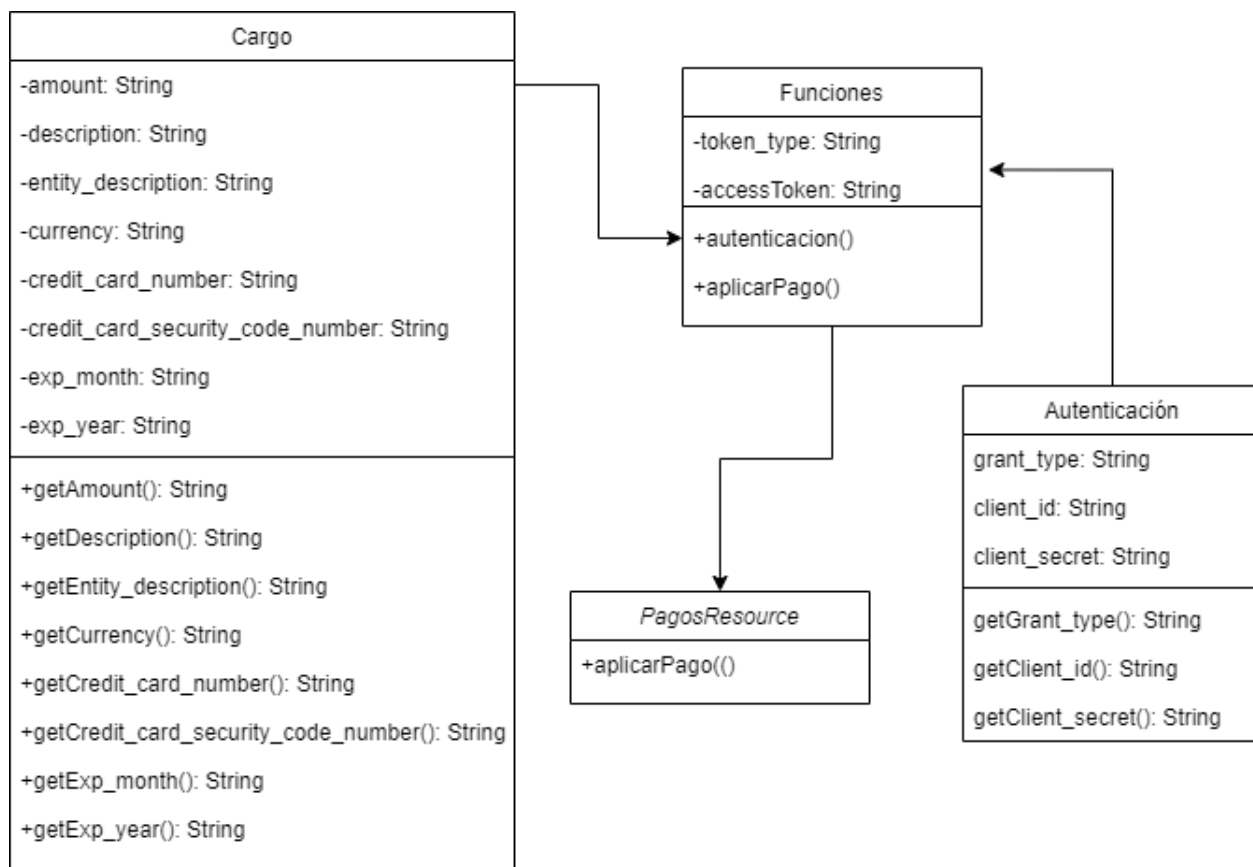 Cargo
-amount: String
-description: String
-entity_description: String
-currency: String
-credit_card_number: String
-credit_card_security_code_number: String
-exp_month: String
-exp_year: String
+getAmount(): String
+getDescription(): String
+getEntity_description(): String
+getCurrency(): String
+getCredit_card_number(): String
+getCredit_card_security_code_number(): String
+getExp_month(): String
+getExp_year(): String
Funciones
-token_type: String
-accessToken: String
+autenticacion()
+aplicarPago()
PagosResource
+aplicarPago(()
Autenticación
grant_type: String
client_id: String
client_secret: String
getGrant_type(): String
getClient_id(): String
getClient_secret(): String